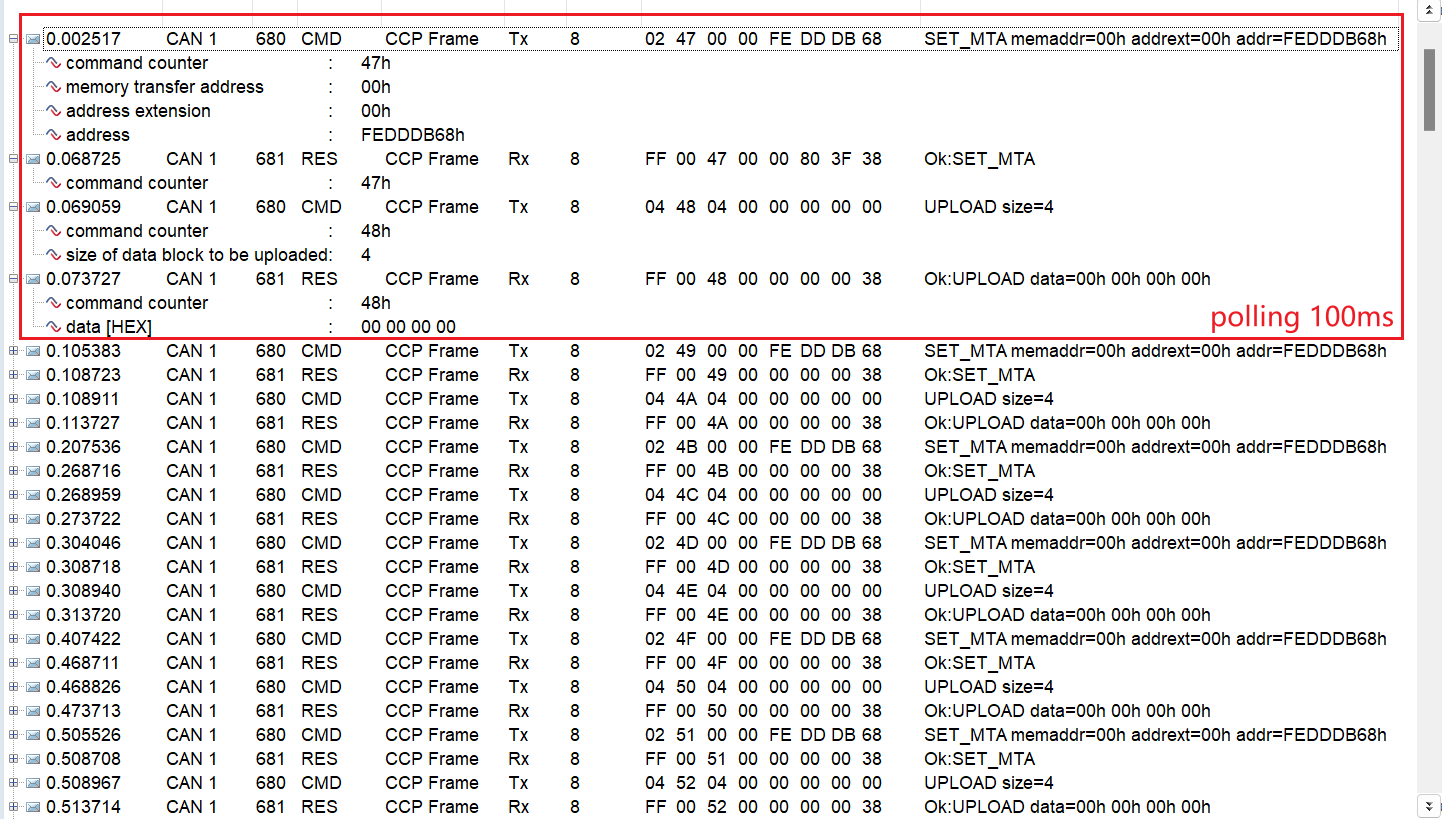 0.002517 CAN 1 680 CMD CCP Frame Tx 8 02 47 00 00 FE DD DB 68 SET_MTA memaddr=00h addrext=00h addr=FEDDDB68h
command counter : 47h
memory transfer address : 00h
address extension : 00h
address : FEDDDB68h
0.068725 CAN 1 681 RES CCP Frame Rx 8 FF 00 47 00 00 80 3F 38 Ok:SET_MTA
command counter : 47h
0.069059 CAN 1 680 CMD CCP Frame Tx 8 04 48 04 00 00 00 00 00 UPLOAD size=4
command counter : 48h
size of data block to be uploaded: 4
0.073727 CAN 1 681 RES CCP Frame Rx 8 FF 00 48 00 00 00 00 38 Ok:UPLOAD data=00h 00h 00h 00h
command counter : 48h
data [HEX] : 00 00 00 00
polling 100ms
0.105383 CAN 1 680 CMD CCP Frame Tx 8 02 49 00 00 FE DD DB 68 SET_MTA memaddr=00h addrext=00h addr=FEDDDB68h
0.108723 CAN 1 681 RES CCP Frame Rx 8 FF 00 49 00 00 00 00 38 Ok:SET_MTA
0.108911 CAN 1 680 CMD CCP Frame Tx 8 04 4A 04 00 00 00 00 00 UPLOAD size=4
0.113727 CAN 1 681 RES CCP Frame Rx 8 FF 00 4A 00 00 00 00 38 Ok:UPLOAD data=00h 00h 00h 00h
0.207536 CAN 1 680 CMD CCP Frame Tx 8 02 4B 00 00 FE DD DB 68 SET_MTA memaddr=00h addrext=00h addr=FEDDDB68h
0.268716 CAN 1 681 RES CCP Frame Rx 8 FF 00 4B 00 00 00 00 38 Ok:SET_MTA
0.268959 CAN 1 680 CMD CCP Frame Tx 8 04 4C 04 00 00 00 00 00 UPLOAD size=4
0.273722 CAN 1 681 RES CCP Frame Rx 8 FF 00 4C 00 00 00 00 38 Ok:UPLOAD data=00h 00h 00h 00h
0.304046 CAN 1 680 CMD CCP Frame Tx 8 02 4D 00 00 FE DD DB 68 SET_MTA memaddr=00h addrext=00h addr=FEDDDB68h
0.308718 CAN 1 681 RES CCP Frame Rx 8 FF 00 4D 00 00 00 00 38 Ok:SET_MTA
0.308940 CAN 1 680 CMD CCP Frame Tx 8 04 4E 04 00 00 00 00 00 UPLOAD size=4
0.313720 CAN 1 681 RES CCP Frame Rx 8 FF 00 4E 00 00 00 00 38 Ok:UPLOAD data=00h 00h 00h 00h
0.407422 CAN 1 680 CMD CCP Frame Tx 8 02 4F 00 00 FE DD DB 68 SET_MTA memaddr=00h addrext=00h addr=FEDDDB68h
0.468711 CAN 1 681 RES CCP Frame Rx 8 FF 00 4F 00 00 00 00 38 Ok:SET_MTA
0.468826 CAN 1 680 CMD CCP Frame Tx 8 04 50 04 00 00 00 00 00 UPLOAD size=4
0.473713 CAN 1 681 RES CCP Frame Rx 8 FF 00 50 00 00 00 00 38 Ok:UPLOAD data=00h 00h 00h 00h
0.505526 CAN 1 680 CMD CCP Frame Tx 8 02 51 00 00 FE DD DB 68 SET_MTA memaddr=00h addrext=00h addr=FEDDDB68h
0.508708 CAN 1 681 RES CCP Frame Rx 8 FF 00 51 00 00 00 00 38 Ok:SET_MTA
0.508967 CAN 1 680 CMD CCP Frame Tx 8 04 52 04 00 00 00 00 00 UPLOAD size=4
0.513714 CAN 1 681 RES CCP Frame Rx 8 FF 00 52 00 00 00 00 38 Ok:UPLOAD data=00h 00h 00h 00h